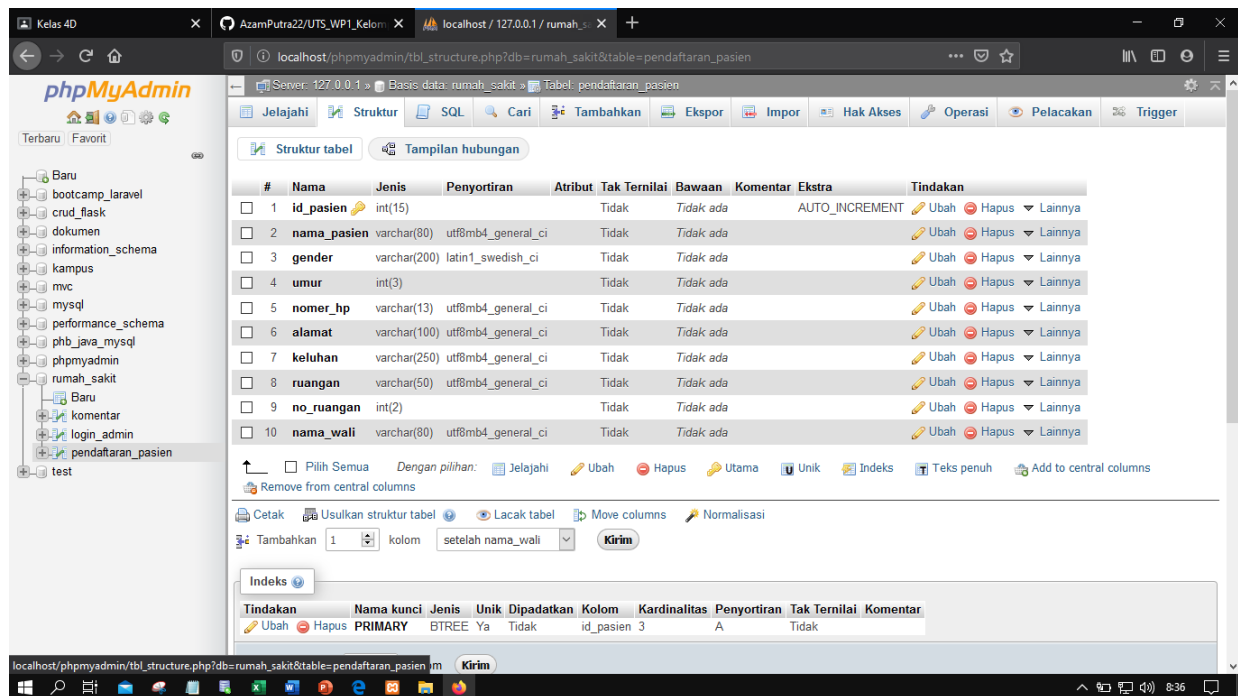 Kelas 4D
AzamPutra22/UTS_WP1_Kelom
localhost / 127.0.0.1 / rumah_s
localhost/phpmyadmin/tbl_structure.php?db=rumah_sakit&table=pendaftaran_pasien
phpMyAdmin
Terbaru Favorit
Baru
bootcamp_laravel
crud_flask
dokumen
information_schema
kampus
mvc
mysql
performance_schema
phb_java_mysql
phpmyadmin
rumah_sakit
Baru
komentar
login_admin
pendaftaran_pasien
test
Server: 127.0.0.1 » Basis data: rumah_sakit » Tabel: pendaftaran_pasien
Jelajahi Struktur SQL Cari Tambahkan Ekspor Impor Hak Akses Operasi Pelacakan Trigger
Struktur tabel Tampilan hubungan
# Nama Jenis Penyortiran Atribut Tak Ternilai Bawaan Komentar Ekstra Tindakan
1 id_pasien int(15) Tidak Tidak ada AUTO_INCREMENT Ubah Hapus Lainnya
2 nama_pasien varchar(80) utf8mb4_general_ci Tidak Tidak ada Ubah Hapus Lainnya
3 gender varchar(200) latin1_swedish_ci Tidak Tidak ada Ubah Hapus Lainnya
4 umur int(3) Tidak Tidak ada Ubah Hapus Lainnya
5 nomer_hp varchar(13) utf8mb4_general_ci Tidak Tidak ada Ubah Hapus Lainnya
6 alamat varchar(100) utf8mb4_general_ci Tidak Tidak ada Ubah Hapus Lainnya
7 keluhan varchar(250) utf8mb4_general_ci Tidak Tidak ada Ubah Hapus Lainnya
8 ruangan varchar(50) utf8mb4_general_ci Tidak Tidak ada Ubah Hapus Lainnya
9 no_ruangan int(2) Tidak Tidak ada Ubah Hapus Lainnya
10 nama_wali varchar(80) utf8mb4_general_ci Tidak Tidak ada Ubah Hapus Lainnya
Pilih Semua Dengan pilihan: Jelajahi Ubah Hapus Utama Unik Indeks Teks penuh Add to central columns
Remove from central columns
Cetak Usulkan struktur tabel Lacak tabel Move columns Normalisasi
Tambahkan 1 kolom setelah nama_wali Kirim
Indeks
Tindakan Nama kunci Jenis Unik Dipadatkan Kolom Kardinalitas Penyortiran Tak Ternilai Komentar
Ubah Hapus PRIMARY BTREE Ya Tidak id_pasien 3 A Tidak
localhost/phpmyadmin/tbl_structure.php?db=rumah_sakit&table=pendaftaran_pasien
Kirim
8:36